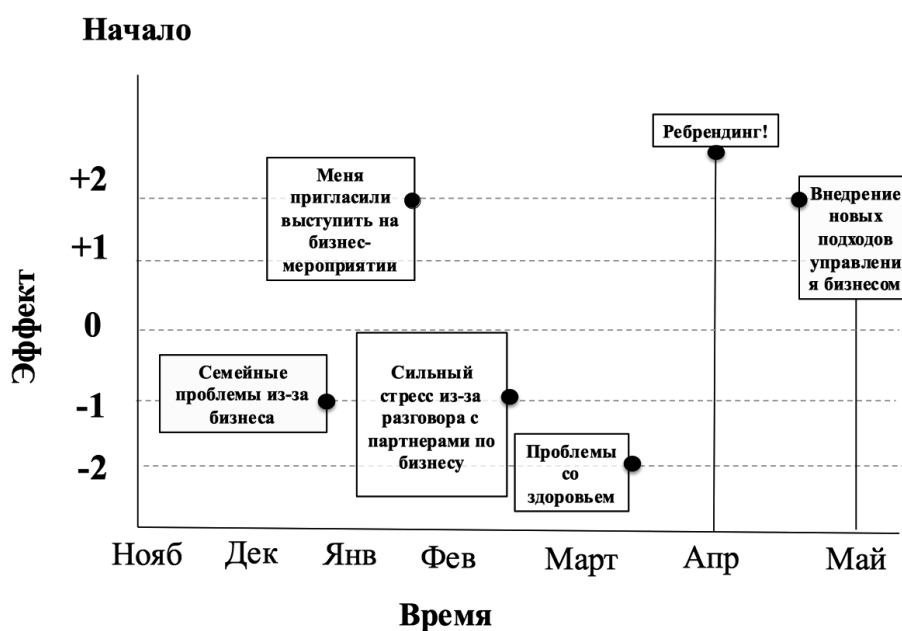 Начало
Ребрендинг!
+2
Меня
пригласили
выступить на
бизнес-
мероприятии
Внедрение
новых
подходов
управлени
я бизнесом
+1
0
Эффект
Семейные
проблемы из-за
бизнеса
Сильный
стресс из-за
разговора с
партнерами по
бизнесу
-1
Проблемы
со
здоровьем
-2
Нояб Дек Янв Фев Март Апр Май
Время